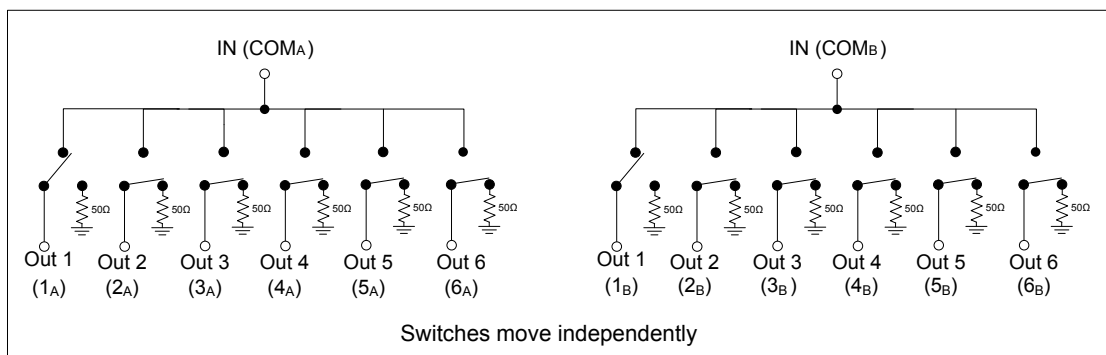 IN (COMA) IN (COMB)
50Ω 50Ω 50Ω 50Ω 50Ω 50Ω 50Ω 50Ω 50Ω 50Ω 50Ω 50Ω
Out 1 Out 2 Out 3 Out 4 Out 5 Out 6 Out 1 Out 2 Out 3 Out 4 Out 5 Out 6
(1A) (2A) (3A) (4A) (5A) (6A) (1B) (2B) (3B) (4B) (5B) (6B)
Switches move independently